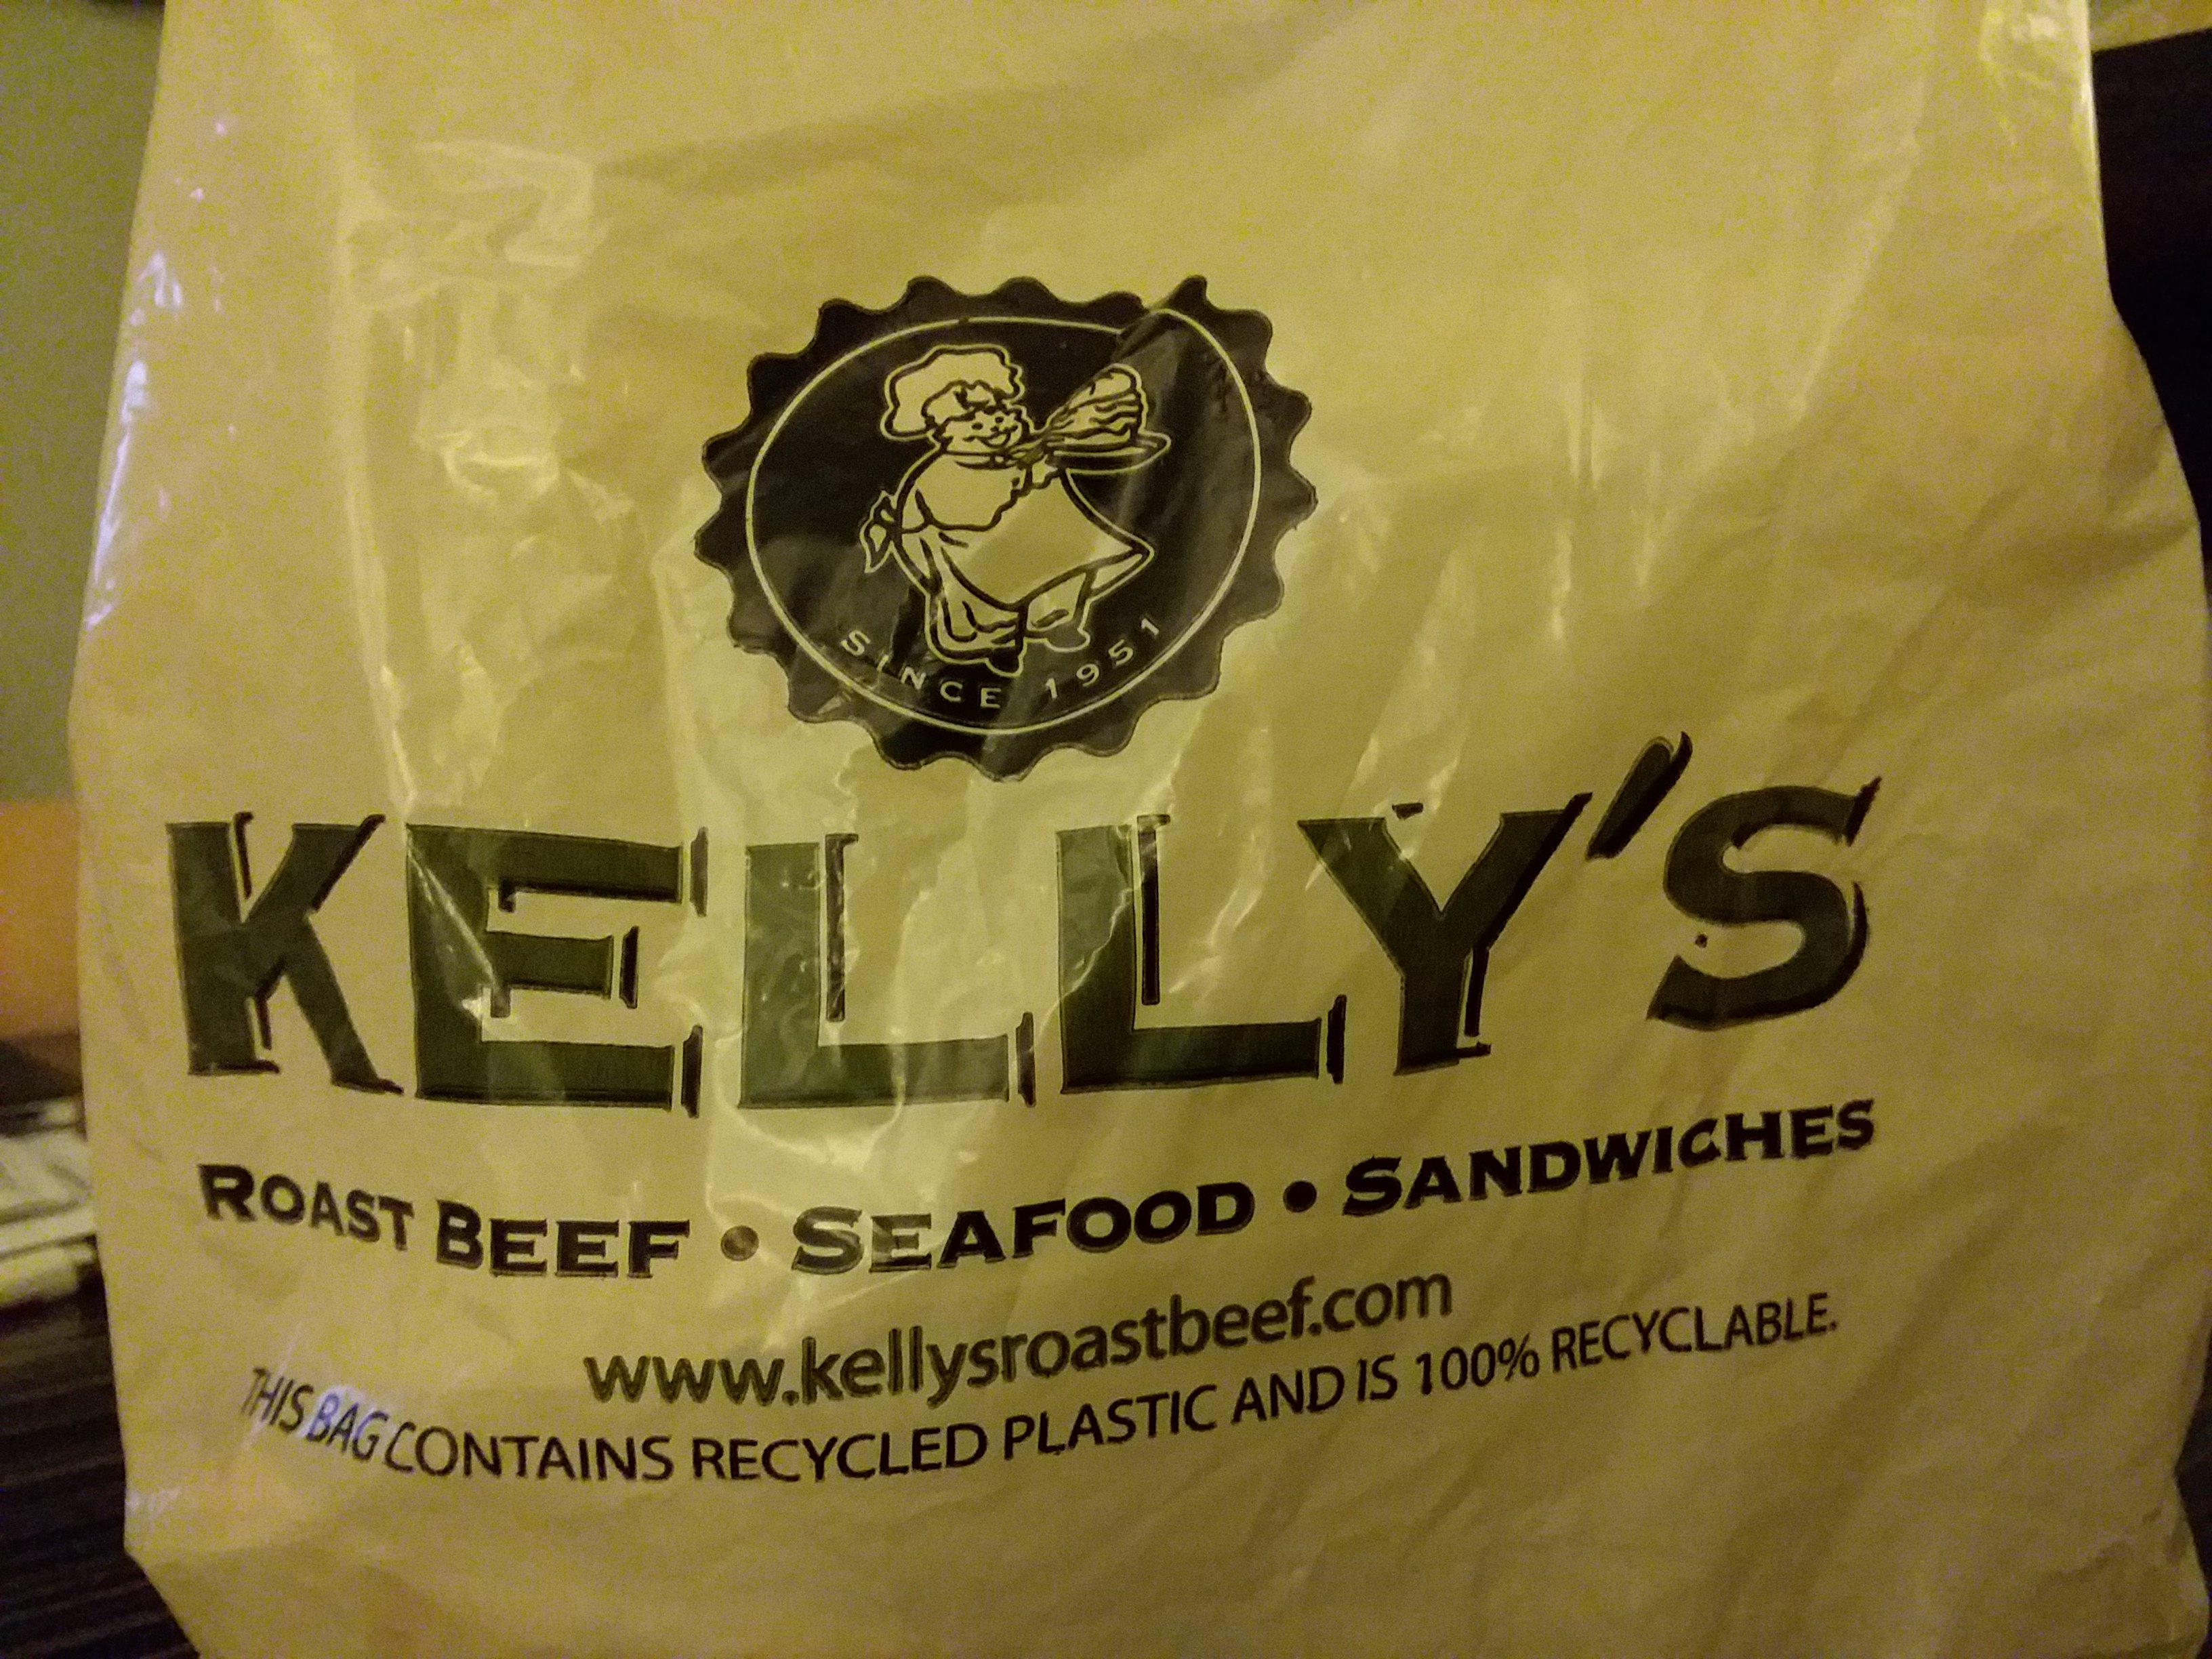 SINCE 1951
KELLY'S
ROAST BEEF • SEAFOOD • SANDWICHES
www.kellysroastbeef.com
THIS BAG CONTAINS RECYCLED PLASTIC AND IS 100% RECYCLABLE.